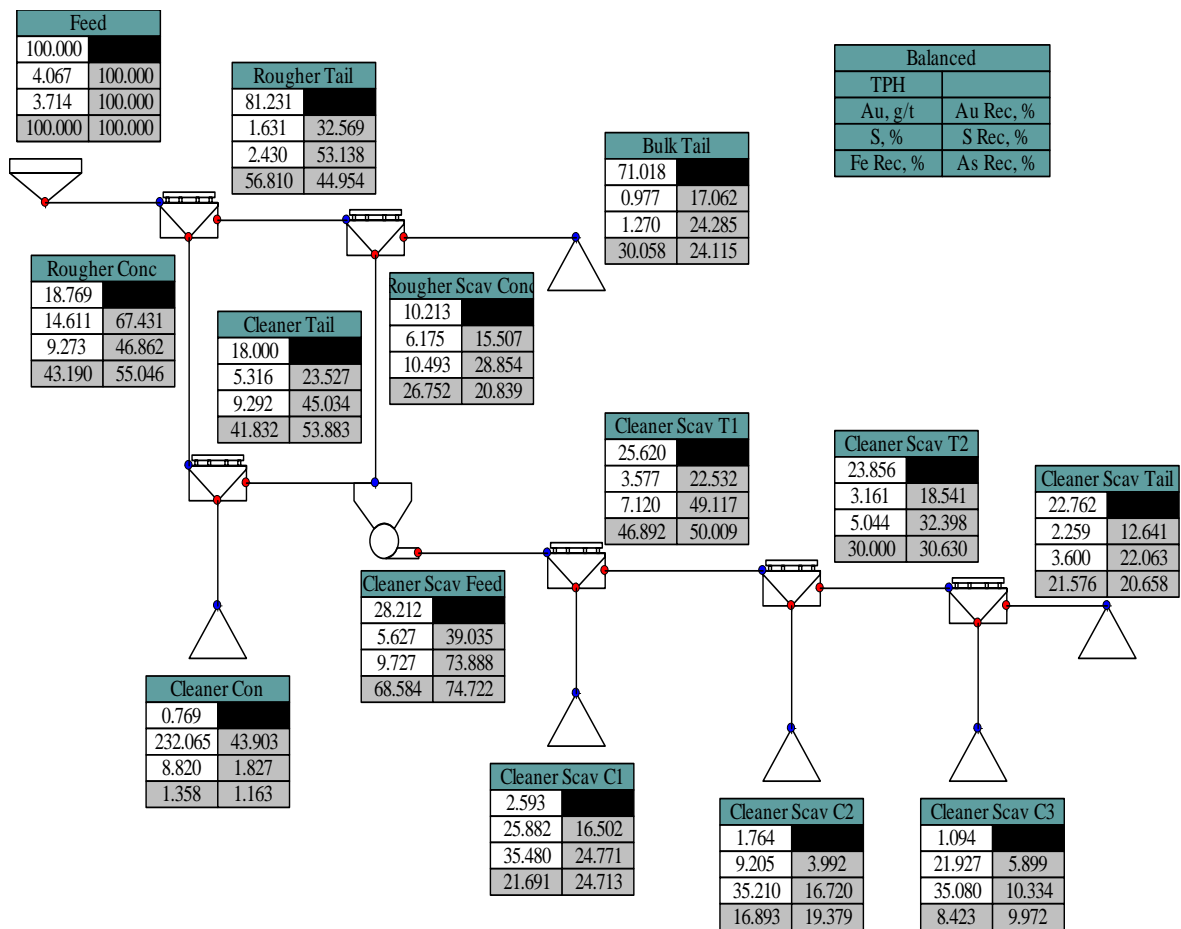 Feed
100.000
4.067 100.000
3.714 100.000
100.000 100.000
Rougher Tail
81.231
1.631 32.569
2.430 53.138
56.810 44.954
Balanced
TPH
Au, g/t Au Rec, %
S, % S Rec, %
Fe Rec, % As Rec, %
Bulk Tail
71.018
0.977 17.062
1.270 24.285
30.058 24.115
Rougher Conc
18.769
14.611 67.431
9.273 46.862
43.190 55.046
Cleaner Tail
18.000
5.316 23.527
9.292 45.034
41.832 53.883
Rougher Scav Conc
10.213
6.175 15.507
10.493 28.854
26.752 20.839
Cleaner Scav T1
25.620
3.577 22.532
7.120 49.117
46.892 50.009
Cleaner Scav T2
23.856
3.161 18.541
5.044 32.398
30.000 30.630
Cleaner Scav Tail
22.762
2.259 12.641
3.600 22.063
21.576 20.658
Cleaner Scav Feed
28.212
5.627 39.035
9.727 73.888
68.584 74.722
Cleaner Con
0.769
232.065 43.903
8.820 1.827
1.358 1.163
Cleaner Scav C1
2.593
25.882 16.502
35.480 24.771
21.691 24.713
Cleaner Scav C2
1.764
9.205 3.992
35.210 16.720
16.893 19.379
Cleaner Scav C3
1.094
21.927 5.899
35.080 10.334
8.423 9.972